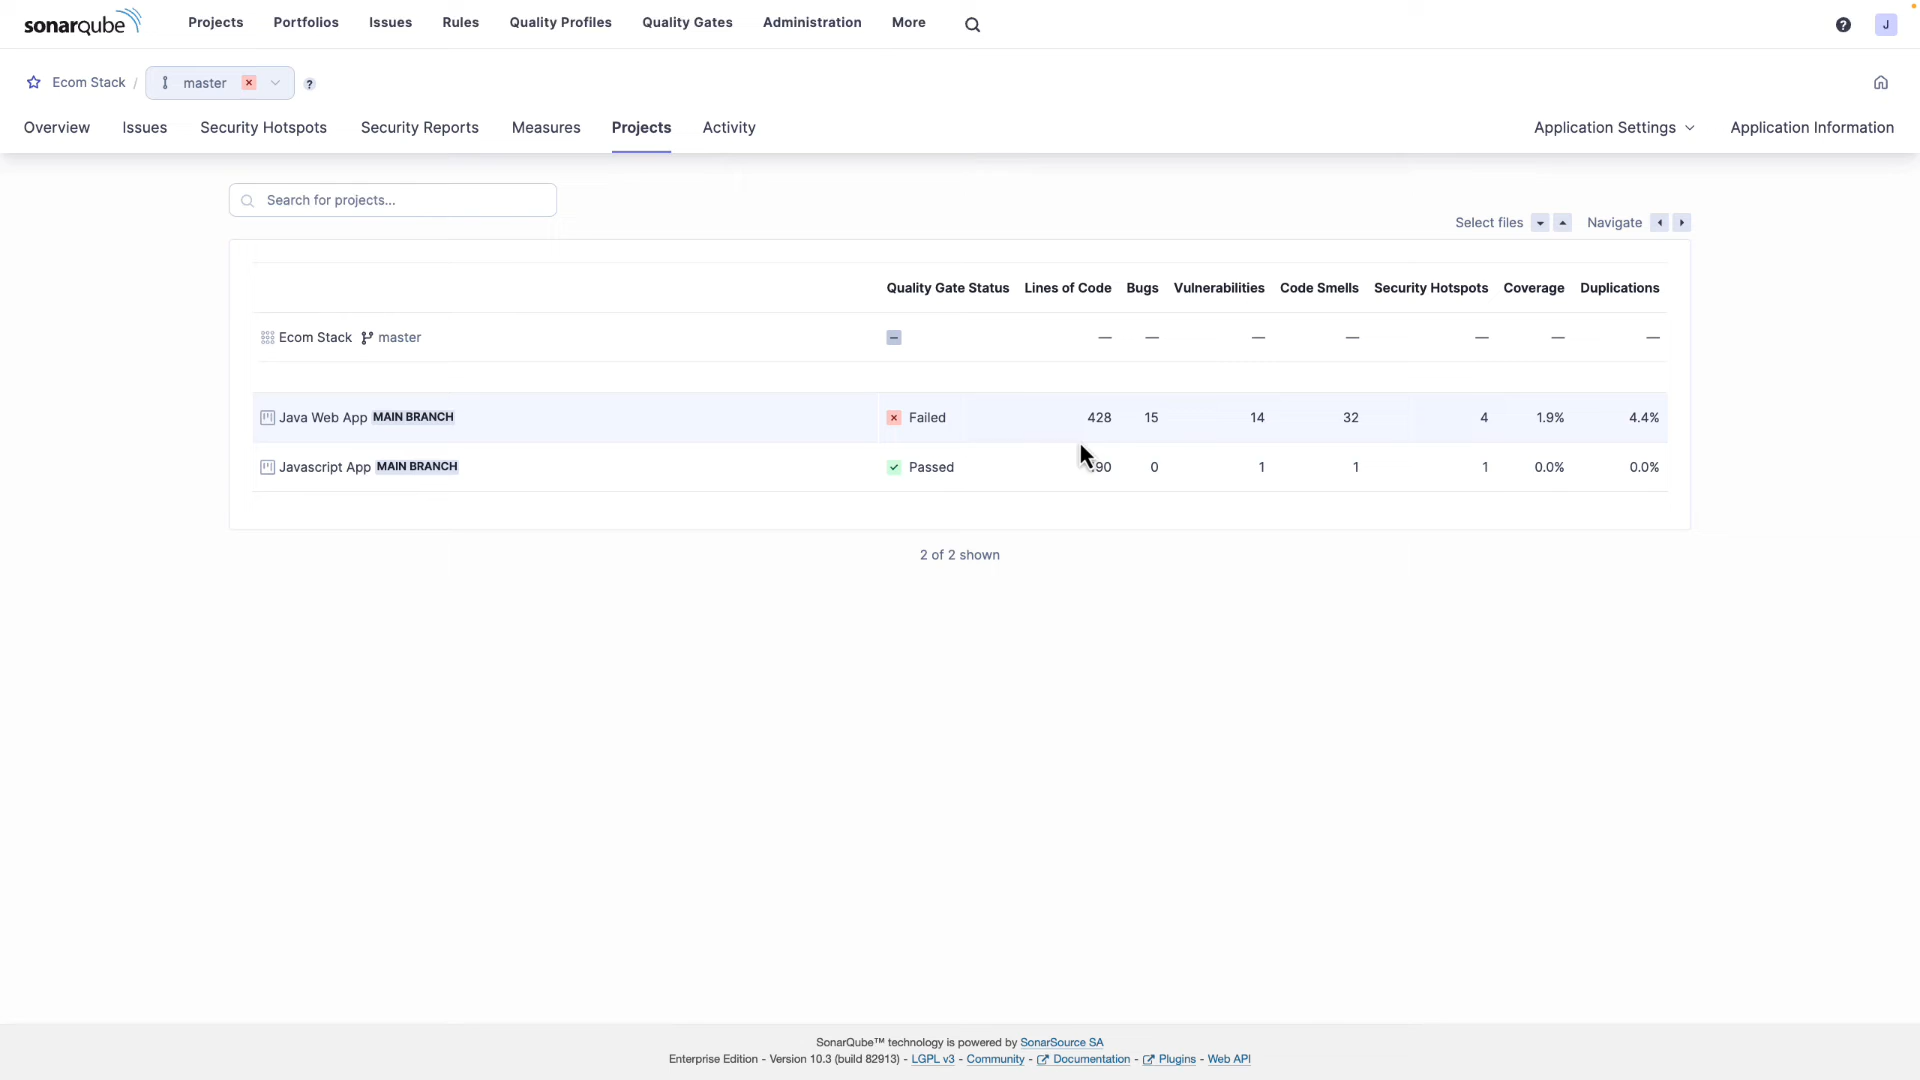 sonarqube Projects Portfolios Issues Rules Quality Profiles Quality Gates Administration More ? J
Ecom Stack / master ?
Overview Issues Security Hotspots Security Reports Measures Projects Activity Application Settings Application Information
Search for projects...
Select files Navigate
Quality Gate Status Lines of Code Bugs Vulnerabilities Code Smells Security Hotspots Coverage Duplications
Ecom Stack master — — — — — — —
Java Web App MAIN BRANCH Failed 428 15 14 32 4 1.9% 4.4%
Javascript App MAIN BRANCH Passed 0 1 1 1 0.0% 0.0%
2 of 2 shown
SonarQube™ technology is powered by SonarSource SA
Enterprise Edition - Version 10.3 (build 82913) - LGPL v3 - Community - Documentation - Plugins - Web API